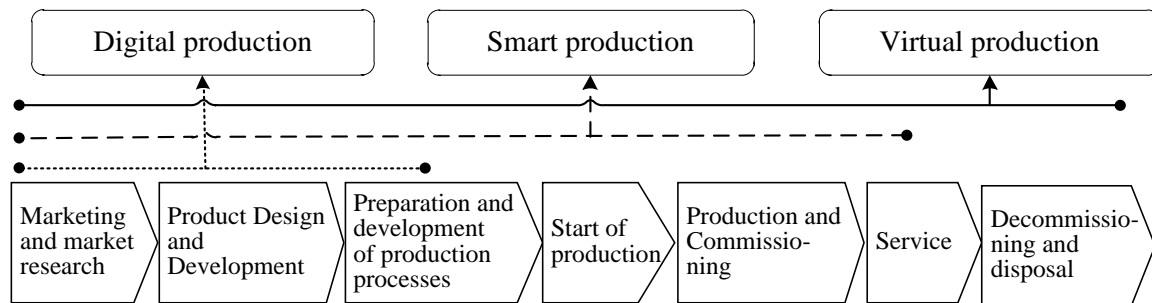 Digital production
Smart production
Virtual production
Marketing
and market
research
Product Design
and
Development
Preparation and
development
of production
processes
Start of
production
Production and
Commissio-
ning
Service
Decommissio-
ning and
disposal